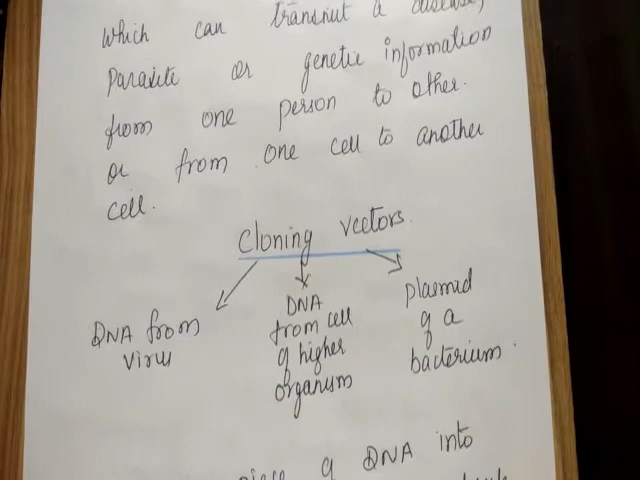 which can transmit a disease,
parasite or genetic information
from one person to other.
or from one cell to another
cell.
Cloning vectors.
DNA from
virus
DNA
from cell
of higher
organism
plasmid
of a
bacterium.
piece of DNA into